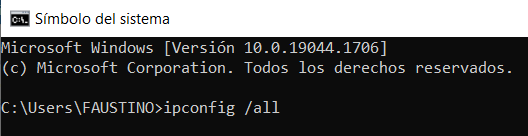 Símbolo del sistema
Microsoft Windows [Versión 10.0.19044.1706]
(c) Microsoft Corporation. Todos los derechos reservados.
C:\Users\FAUSTINO>ipconfig /all